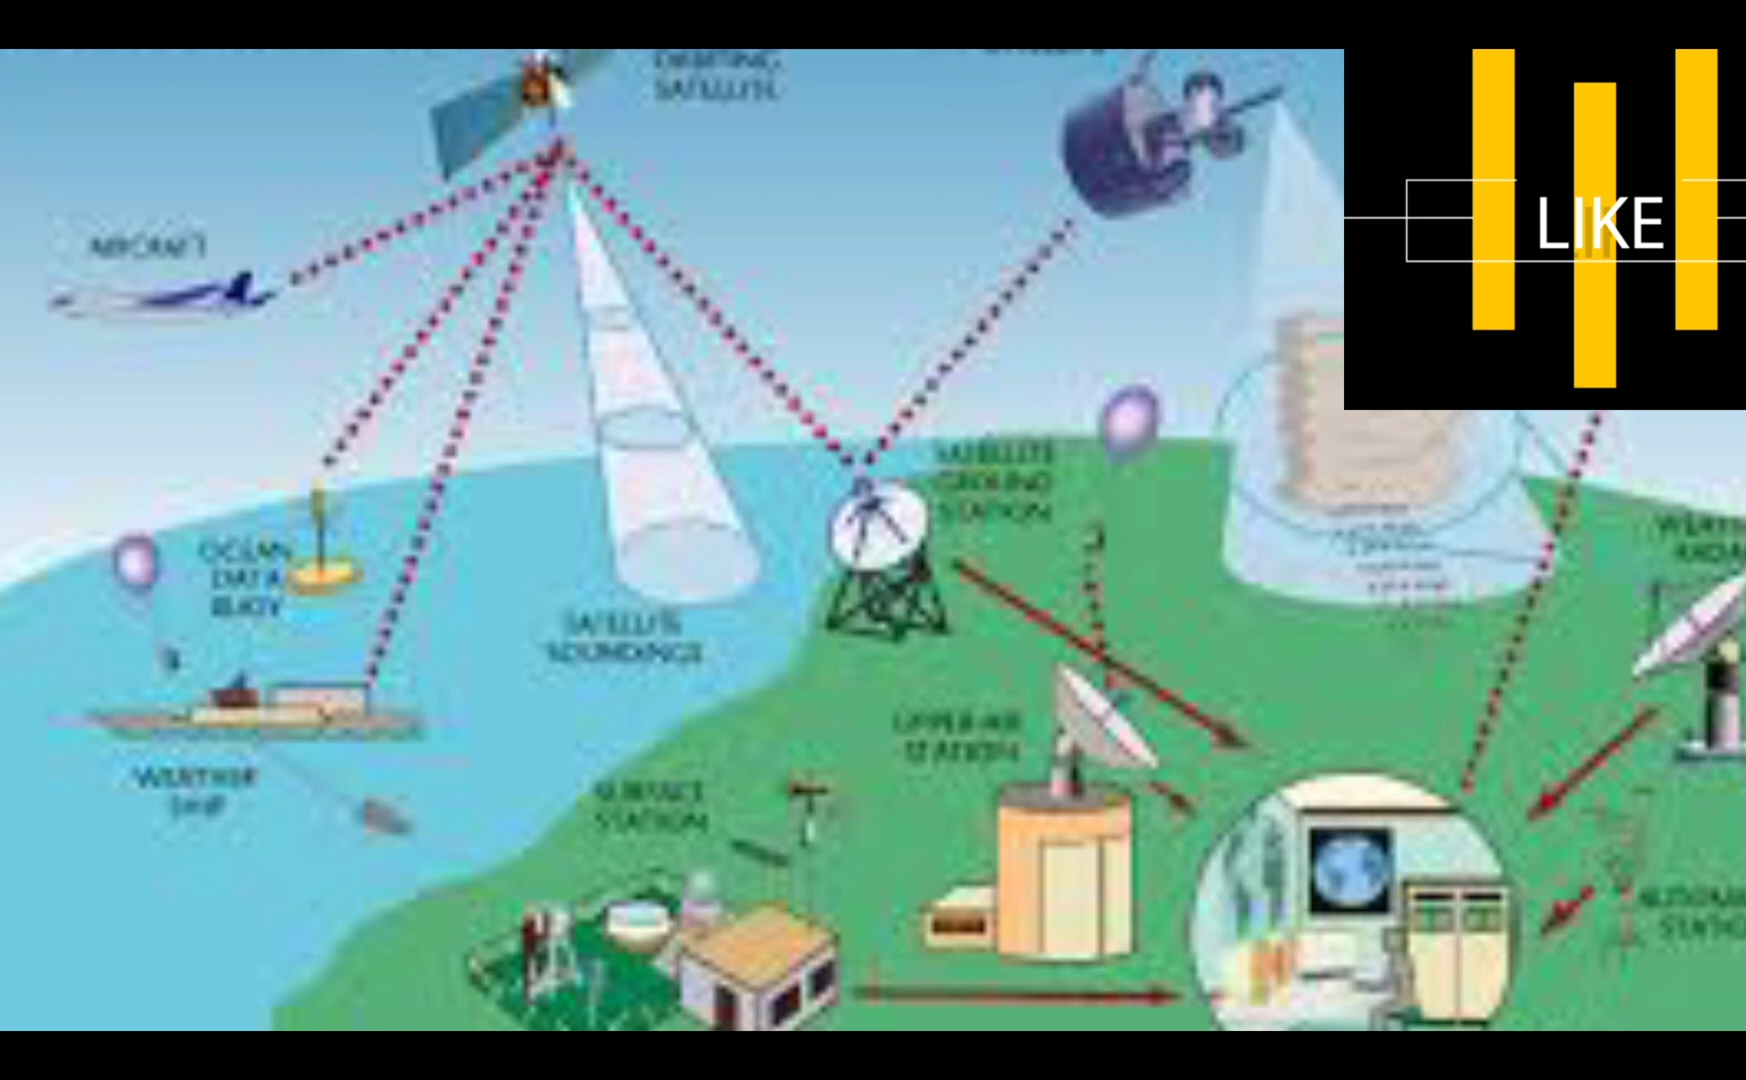 ORBITING
SATELLITE
SATELLITE
LIKE
AIRCRAFT
SATELLITE
GROUND
STATION
OCEAN
DATA
BUOY
SATELLITE
SOUNDINGS
UPPER-AIR
STATION
WEATHER
SHIP
SURFACE
STATION